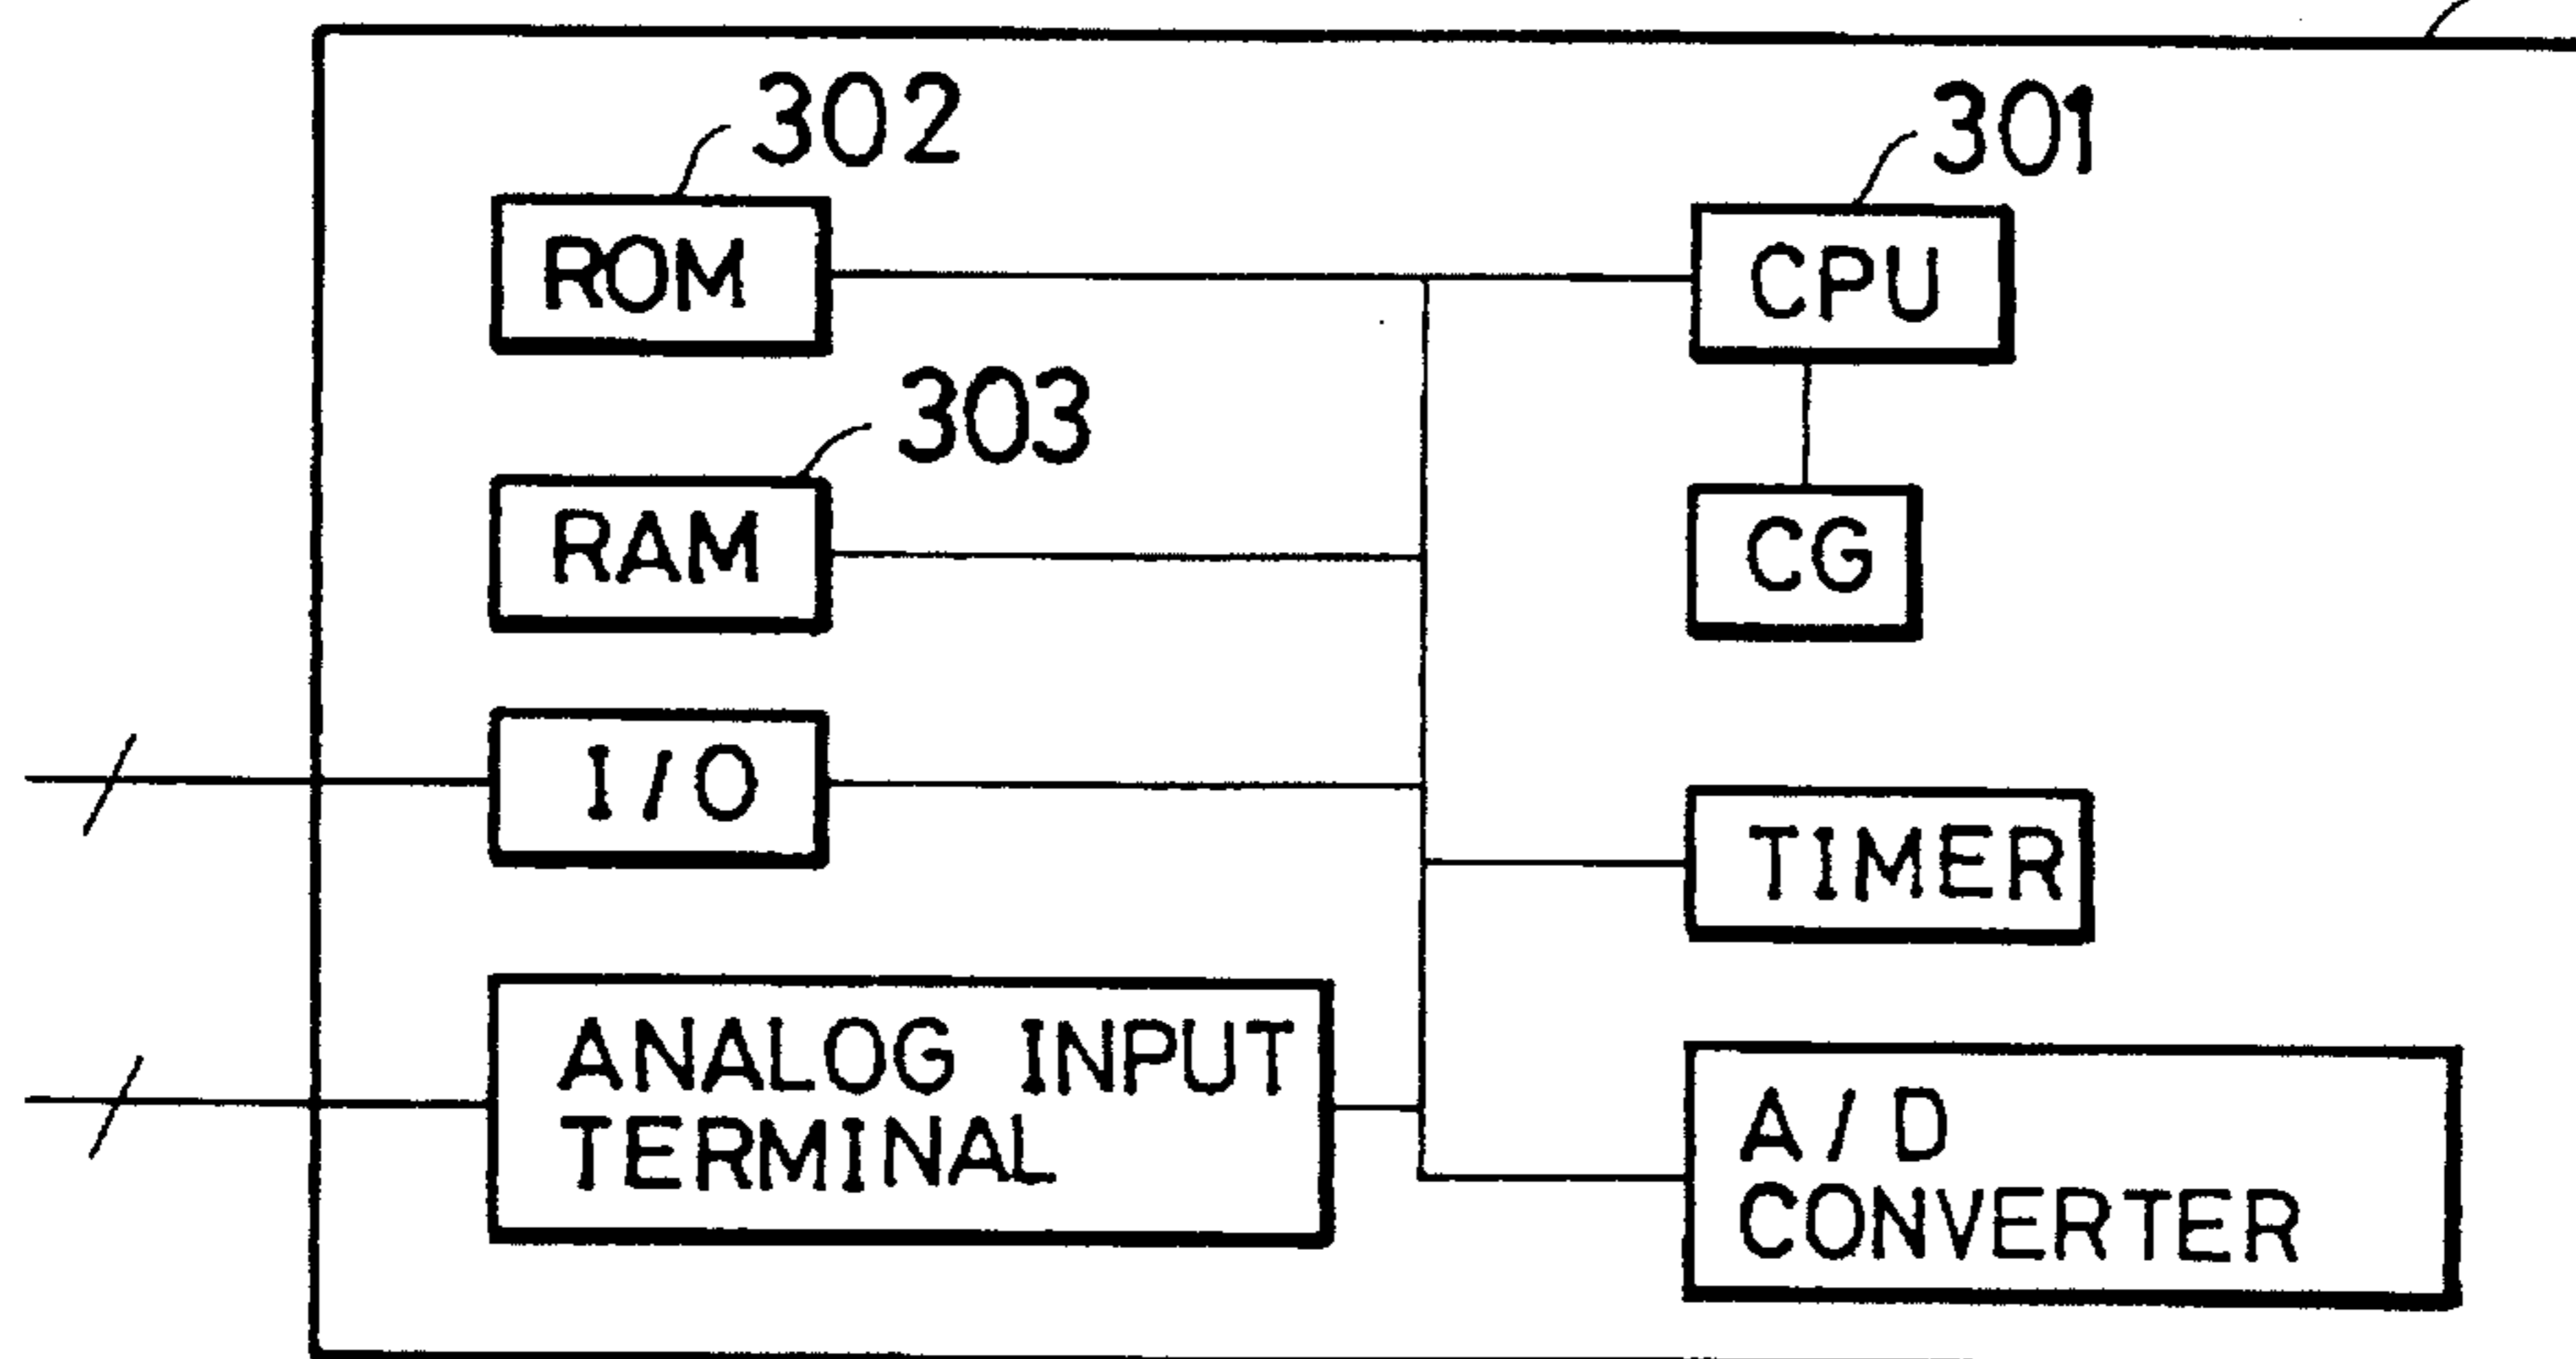 302
301
ROM
CPU
303
RAM
CG
I/O
TIMER
ANALOG INPUT
TERMINAL
A/D
CONVERTER